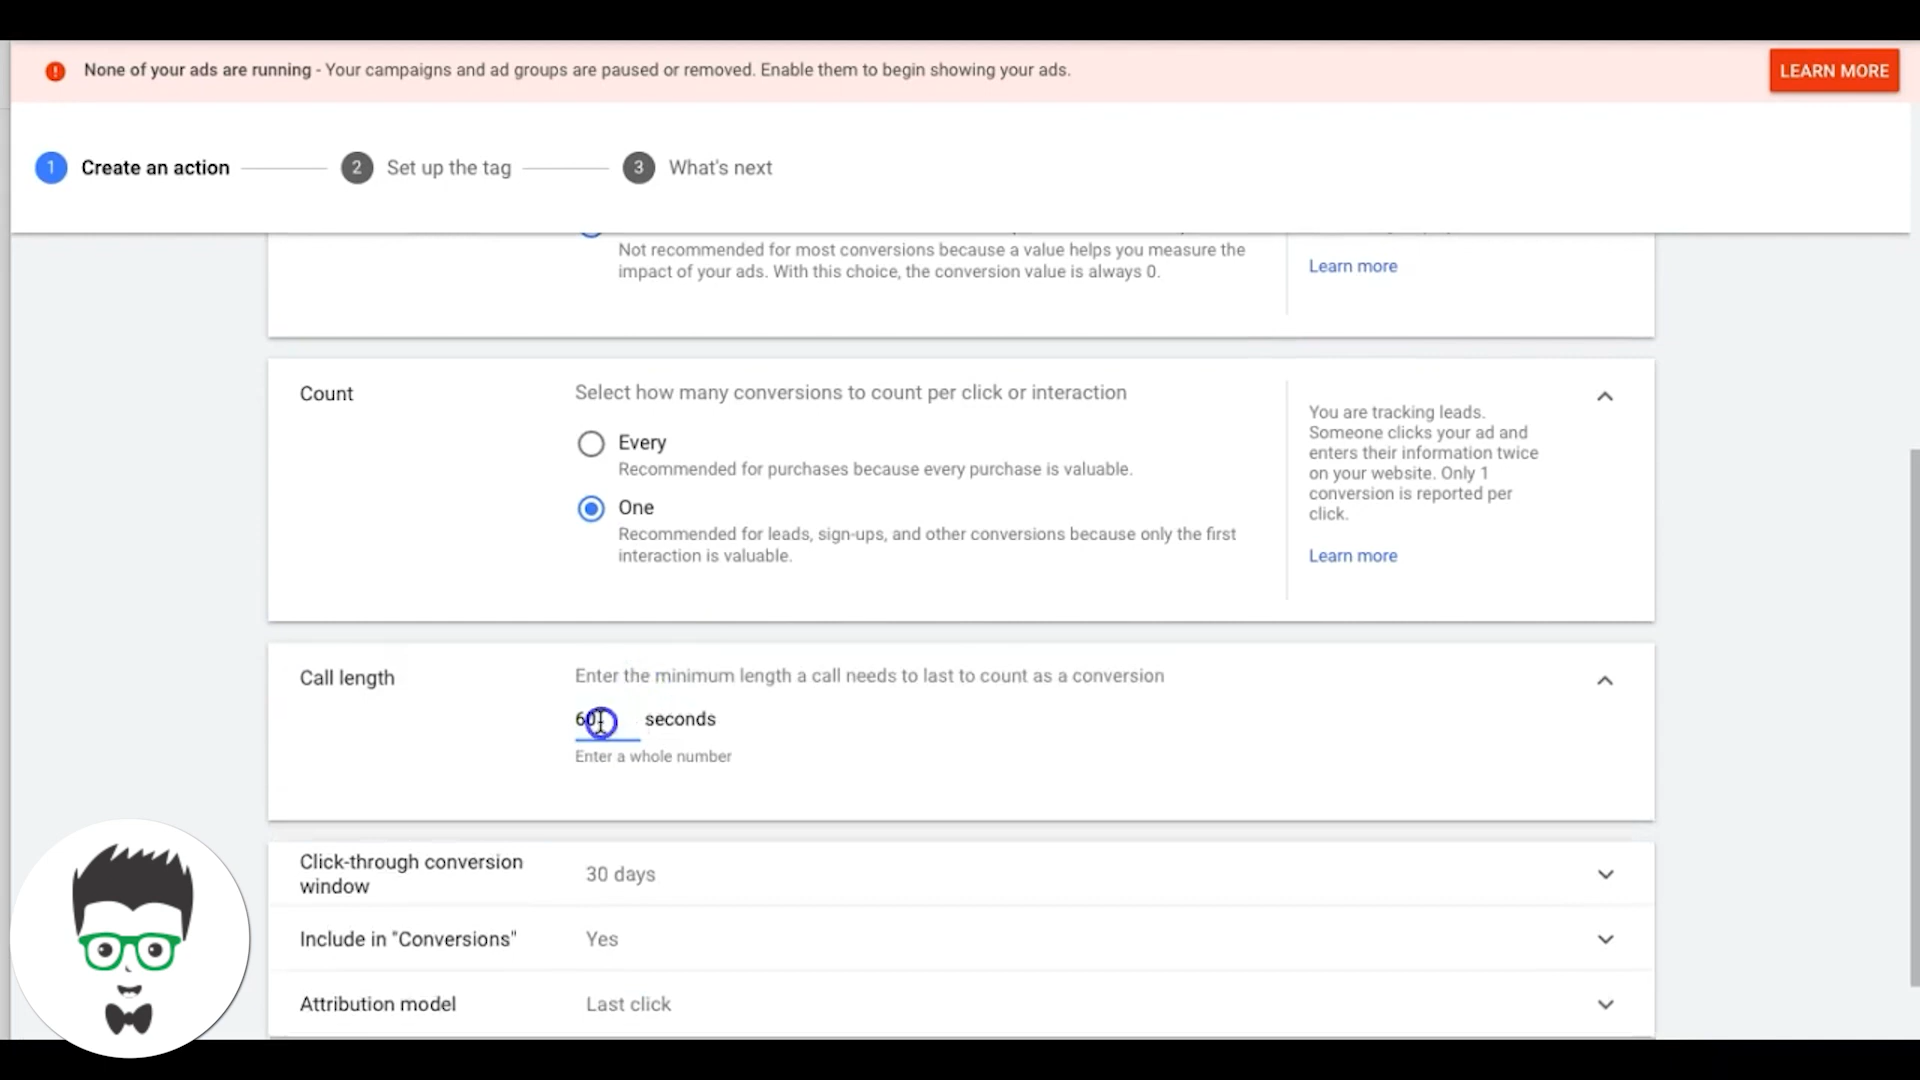 None of your ads are running - Your campaigns and ad groups are paused or removed. Enable them to begin showing your ads.
LEARN MORE
1 Create an action
2 Set up the tag
3 What's next
Not recommended for most conversions because a value helps you measure the
impact of your ads. With this choice, the conversion value is always 0.
Learn more
Count
Select how many conversions to count per click or interaction
Every
Recommended for purchases because every purchase is valuable.
One
Recommended for leads, sign-ups, and other conversions because only the first
interaction is valuable.
You are tracking leads.
Someone clicks your ad and
enters their information twice
on your website. Only 1
conversion is reported per
click.
Learn more
Call length
Enter the minimum length a call needs to last to count as a conversion
60 seconds
Enter a whole number
Click-through conversion
window
30 days
Include in "Conversions"
Yes
Attribution model
Last click